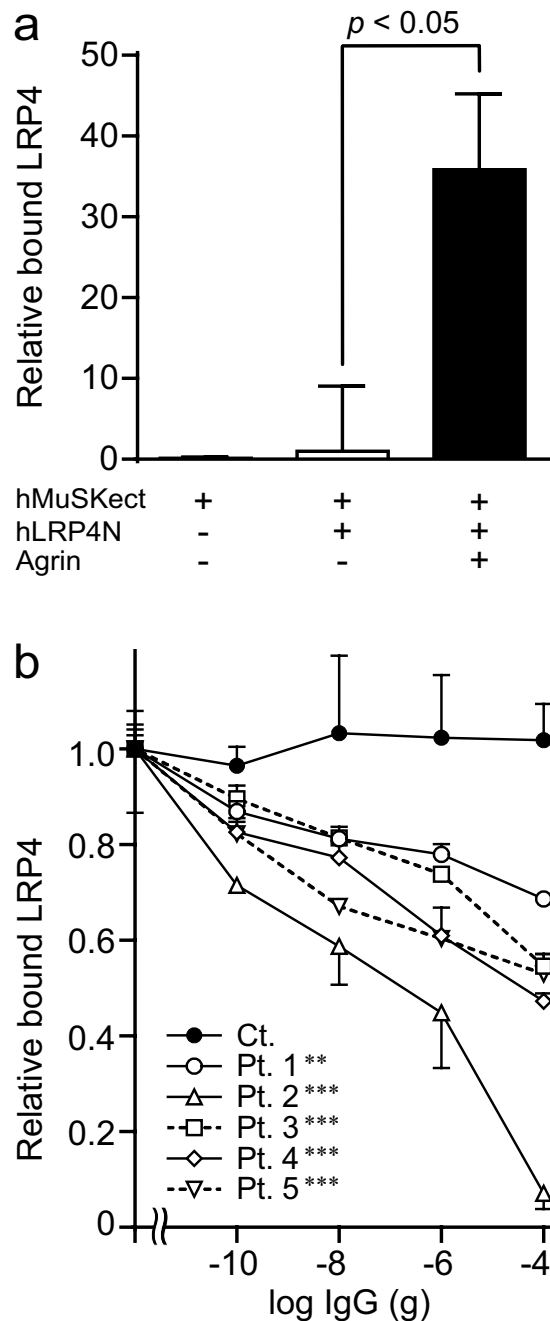 a
p < 0.05
Relative bound LRP4
50
40
30
20
10
0
hMuSKect + + +
hLRP4N - + +
Agrin - - +
b
Relative bound LRP4
1.0
0.8
0.6
0.4
0.2
0
Ct.
Pt. 1 **
Pt. 2 ***
Pt. 3 ***
Pt. 4 ***
Pt. 5 ***
-10 -8 -6 -4
log IgG (g)